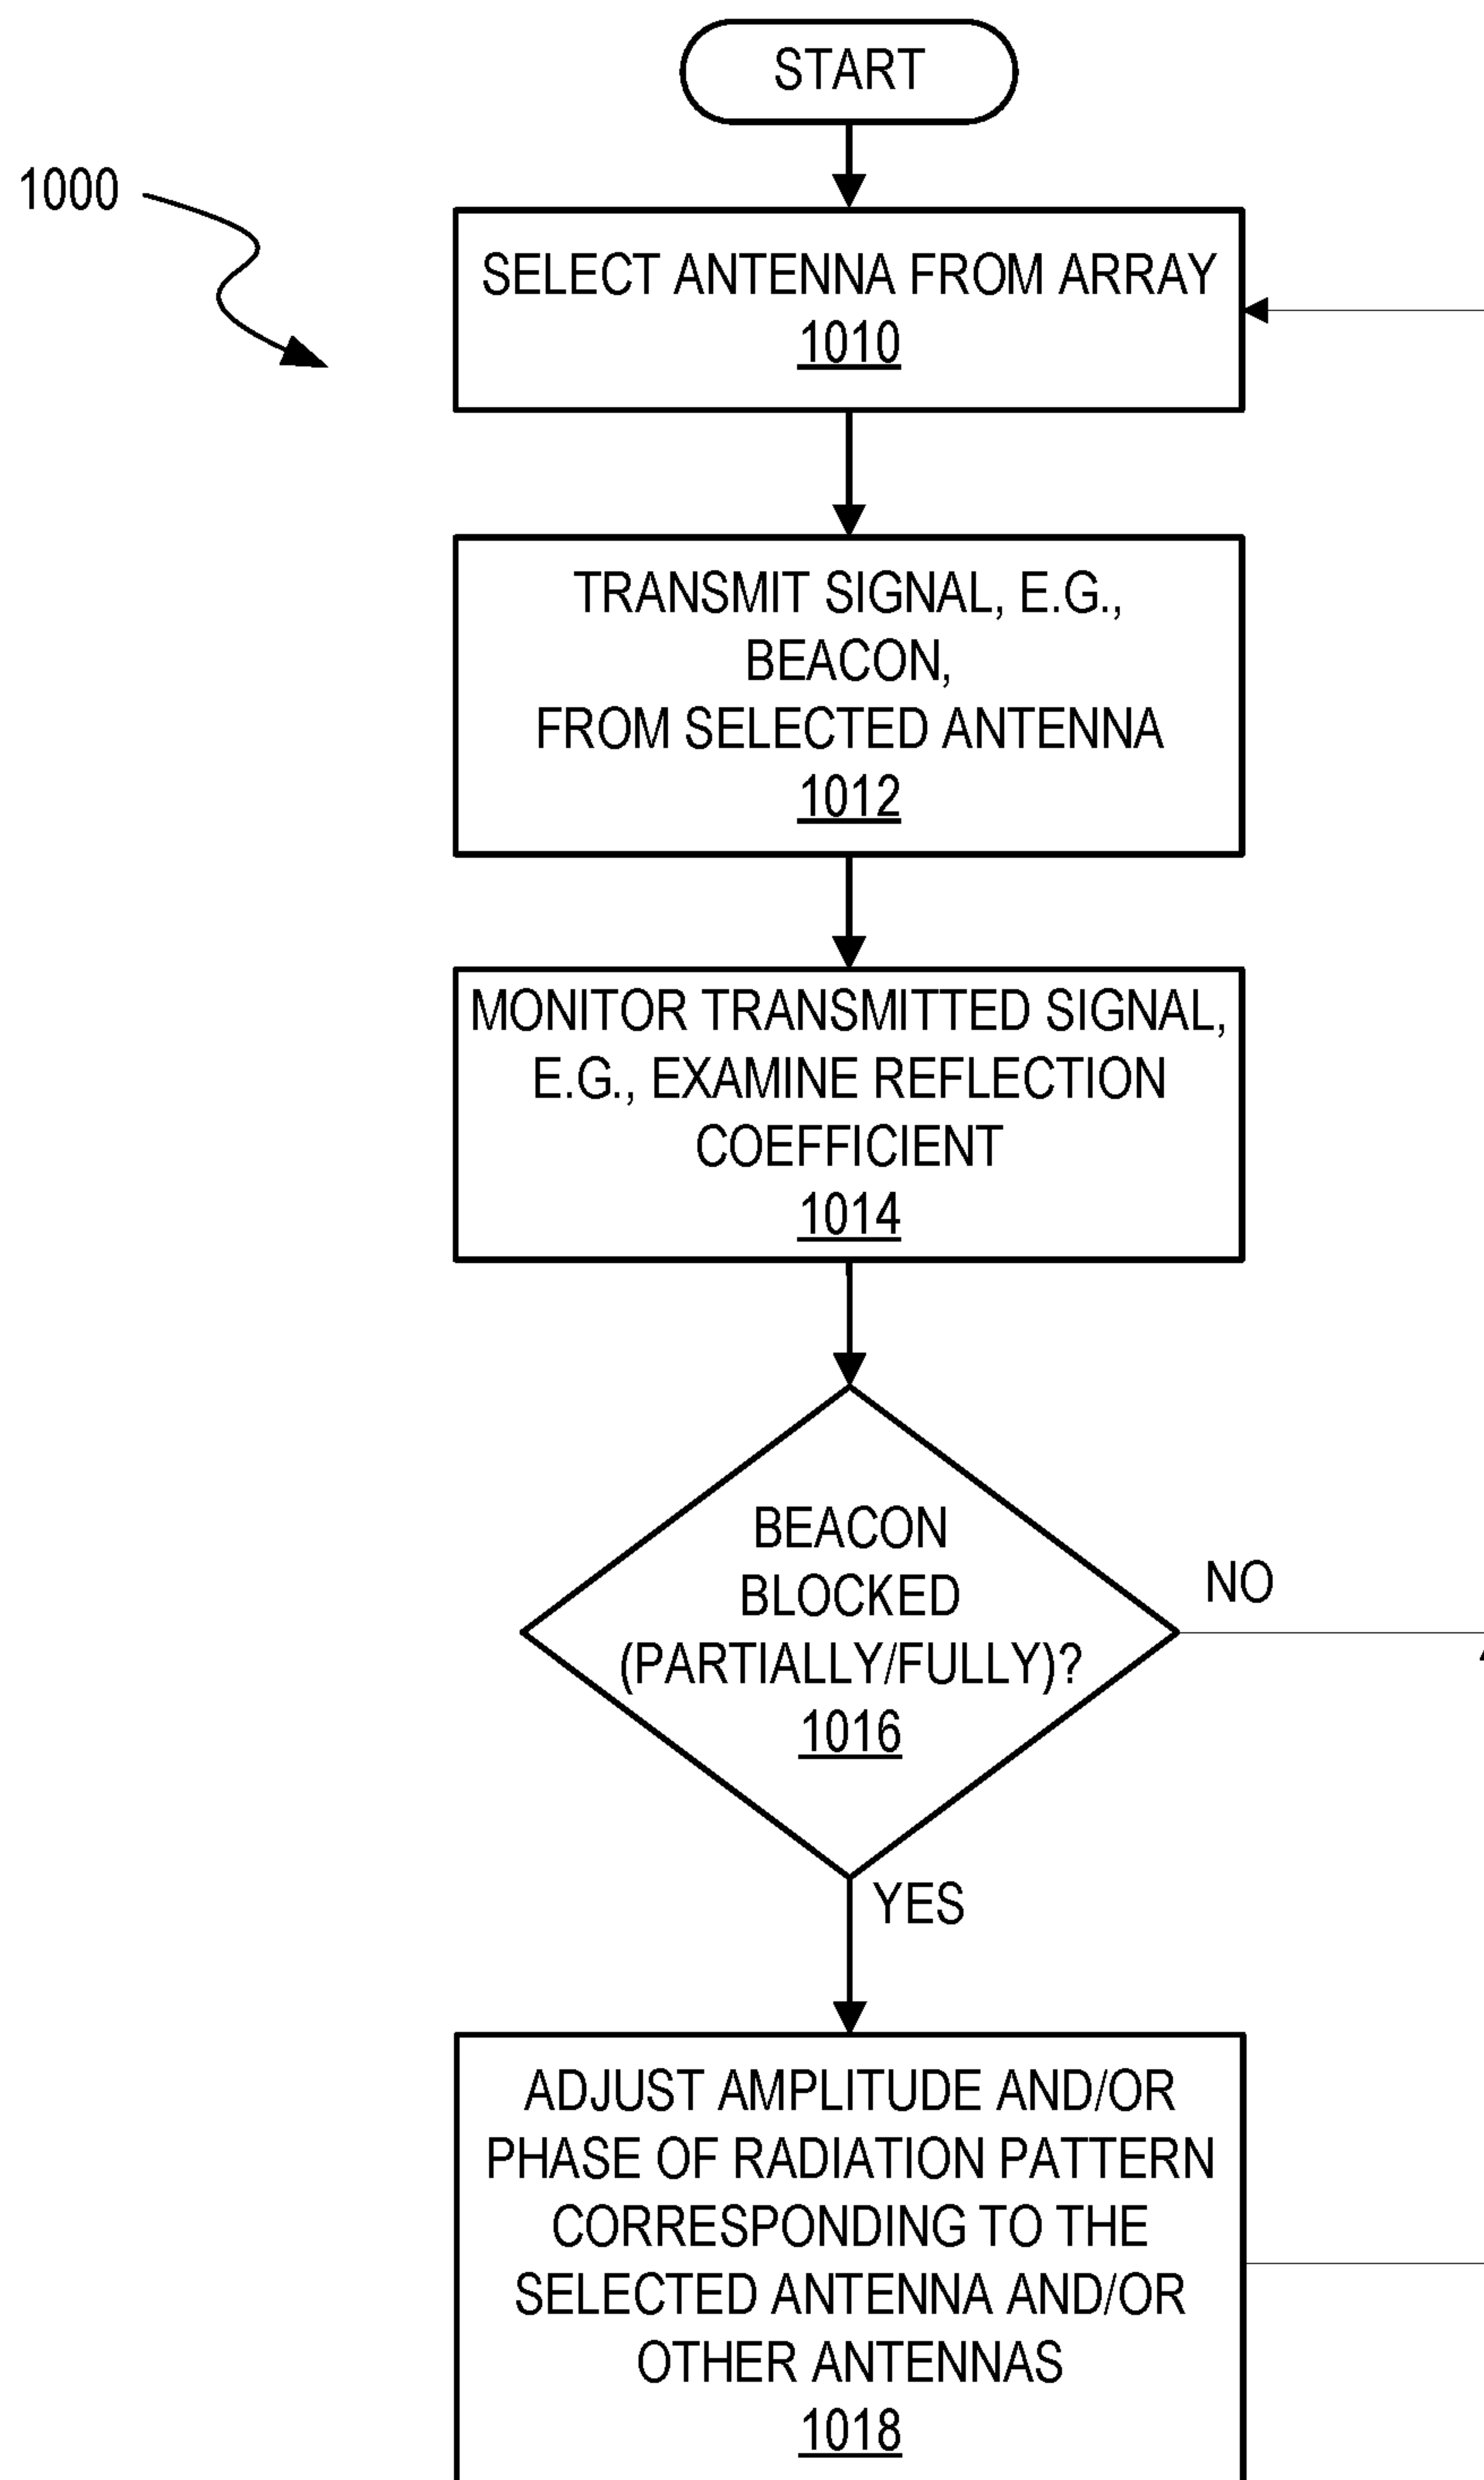 START
1000
SELECT ANTENNA FROM ARRAY
1010
TRANSMIT SIGNAL, E.G.,
BEACON,
FROM SELECTED ANTENNA
1012
MONITOR TRANSMITTED SIGNAL,
E.G., EXAMINE REFLECTION
COEFFICIENT
1014
BEACON
BLOCKED
(PARTIALLY/FULLY)?
1016
NO
YES
ADJUST AMPLITUDE AND/OR
PHASE OF RADIATION PATTERN
CORRESPONDING TO THE
SELECTED ANTENNA AND/OR
OTHER ANTENNAS
1018